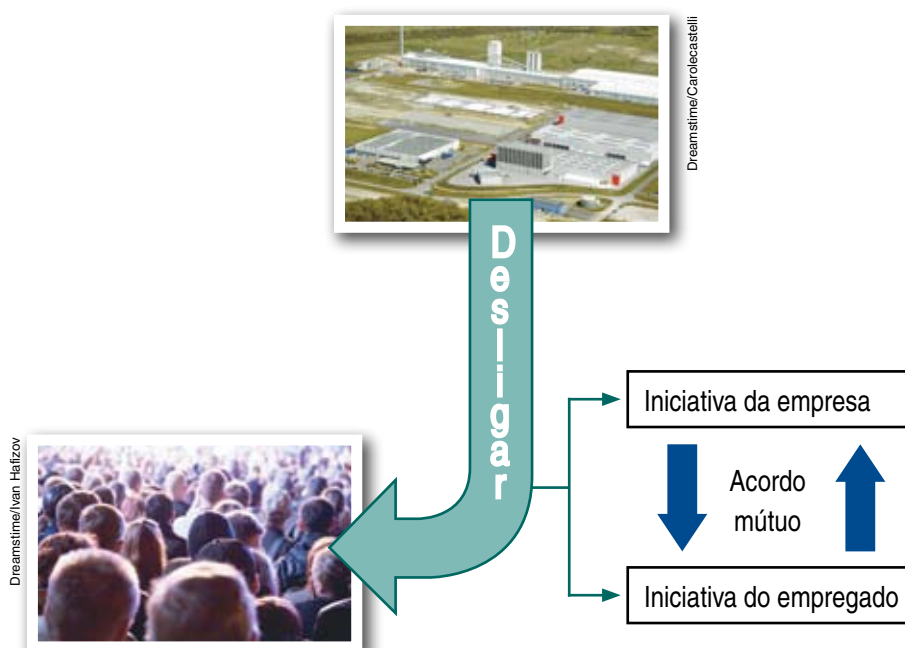 Dreamstime/Carolecastelli
Desligar
Iniciativa da empresa
Acordo
mútuo
Iniciativa do empregado
Dreamstime/Ivan Hafizov